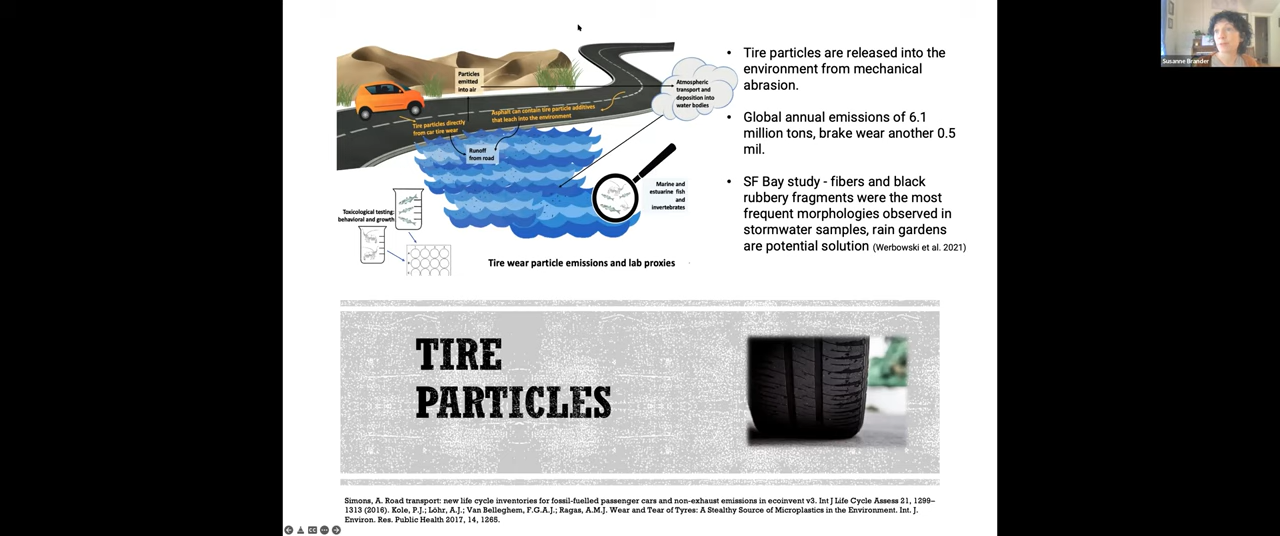 Susanne Brander
Particles
emitted
into air
Atmospheric
transport and
deposition into
water bodies
Asphalt can contain tire particle additives
that leach into the environment
Tire particles directly
from car tire wear
Runoff
from road
Marine and
estuarine fish
and
invertebrates
Toxicological testing:
behavioral and growth
Tire wear particle emissions and lab proxies
• Tire particles are released into the
environment from mechanical
abrasion.
• Global annual emissions of 6.1
million tons, brake wear another 0.5
mil.
• SF Bay study - fibers and black
rubbery fragments were the most
frequent morphologies observed in
stormwater samples, rain gardens
are potential solution (Werbowski et al. 2021)
TIRE
PARTICLES
Simons, A. Road transport: new life cycle inventories for fossil-fuelled passenger cars and non-exhaust emissions in ecoinvent v3. Int J Life Cycle Assess 21, 1299–
1313 (2016). Kole, P.J.; Löhr, A.J.; Van Belleghem, F.G.A.J.; Ragas, A.M.J. Wear and Tear of Tyres: A Stealthy Source of Microplastics in the Environment. Int. J.
Environ. Res. Public Health 2017, 14, 1265.